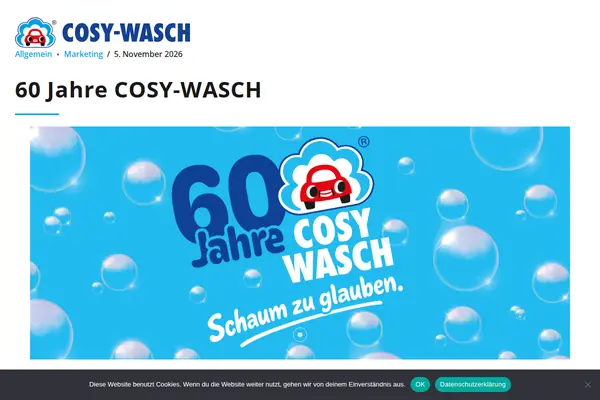 ® COSY-WASCH
Allgemein • Marketing / 5. November 2026
60 Jahre COSY-WASCH
®
60
Jahre
COSY
WASCH
Schaum zu glauben.
Diese Website benutzt Cookies. Wenn du die Website weiter nutzt, gehen wir von deinem Einverständnis aus. OK Datenschutzerklärung